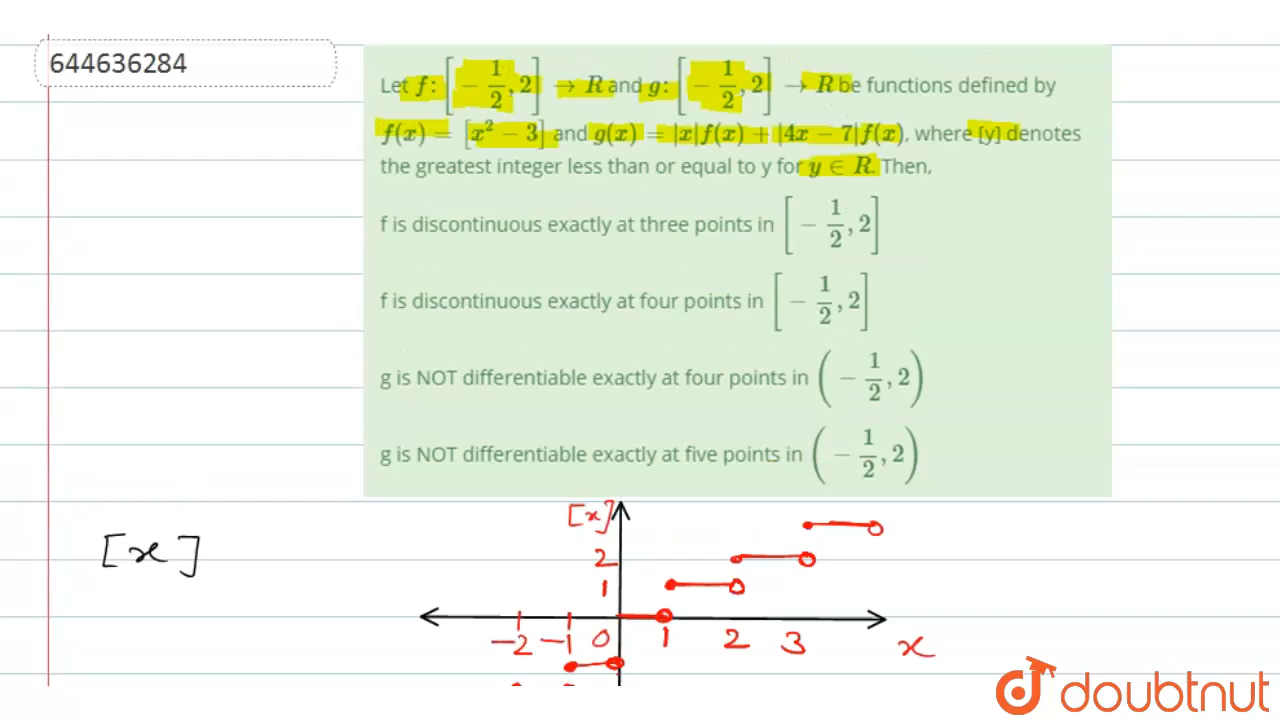 644636284
Let f: [-1/2, 2] → R and g: [-1/2, 2] → R be functions defined by
f(x) = [x² - 3] and g(x) = |x|f(x) + |4x - 7|f(x), where [y] denotes
the greatest integer less than or equal to y for y ∈ R. Then,
f is discontinuous exactly at three points in [-1/2, 2]
f is discontinuous exactly at four points in [-1/2, 2]
g is NOT differentiable exactly at four points in (-1/2, 2)
g is NOT differentiable exactly at five points in (-1/2, 2)
[x]
[x]
2
1
-2 -1 0 1 2 3 x
doubtnut